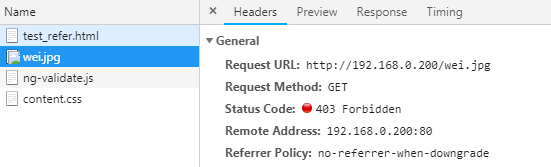 Name
test_refer.html
wei.jpg
ng-validate.js
content.css
× Headers Preview Response Timing
▼ General
Request URL: http://192.168.0.200/wei.jpg
Request Method: GET
Status Code: 403 Forbidden
Remote Address: 192.168.0.200:80
Referrer Policy: no-referrer-when-downgrade